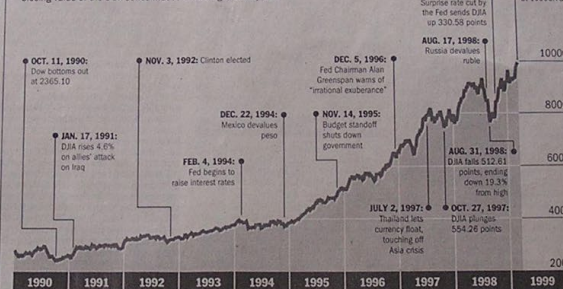 Surprise rate cut by
the Fed sends DJIA
up 330.58 points
AUG. 17, 1998:
Russia devalues
ruble
OCT. 11, 1990:
Dow bottoms out
at 2365.10
NOV. 3, 1992: Clinton elected
DEC. 5, 1996:
Fed Chairman Alan
Greenspan warns of
"irrational exuberance"
1000
JAN. 17, 1991:
DJIA rises 4.6%
on allies' attack
on Iraq
DEC. 22, 1994:
Mexico devalues
peso
NOV. 14, 1995:
Budget standoff
shuts down
government
800
FEB. 4, 1994:
Fed begins to
raise interest rates
AUG. 31, 1998:
DJIA falls 512.61
points, ending
down 19.3%
from high
600
JULY 2, 1997:
Thailand lets
currency float,
touching off
Asia crisis
OCT. 27, 1997:
DJIA plunges
554.26 points
400
200
1990 1991 1992 1993 1994 1995 1996 1997 1998 1999